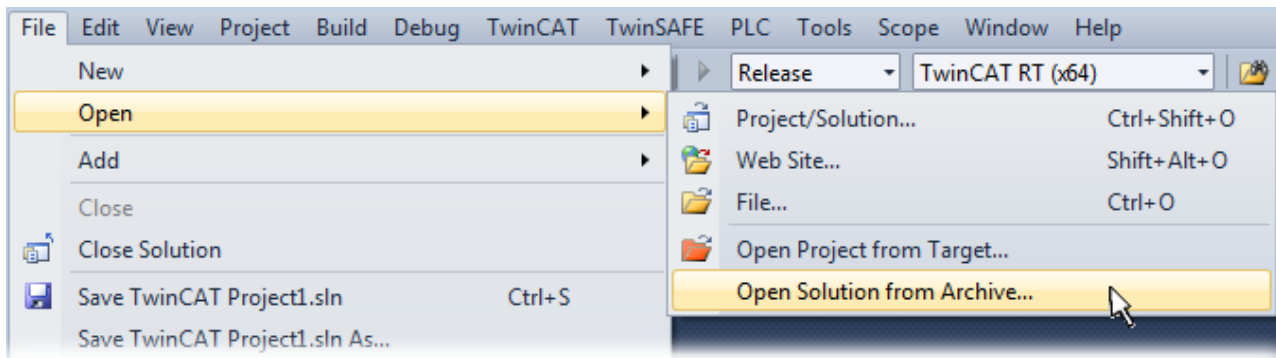 File Edit View Project Build Debug TwinCAT TwinSAFE PLC Tools Scope Window Help
New
Release TwinCAT RT (x64)
Open
Project/Solution... Ctrl+Shift+O
Add
Web Site... Shift+Alt+O
Close
File... Ctrl+O
Close Solution
Open Project from Target...
Save TwinCAT Project1.sln Ctrl+S
Open Solution from Archive...
Save TwinCAT Project1.sln As...